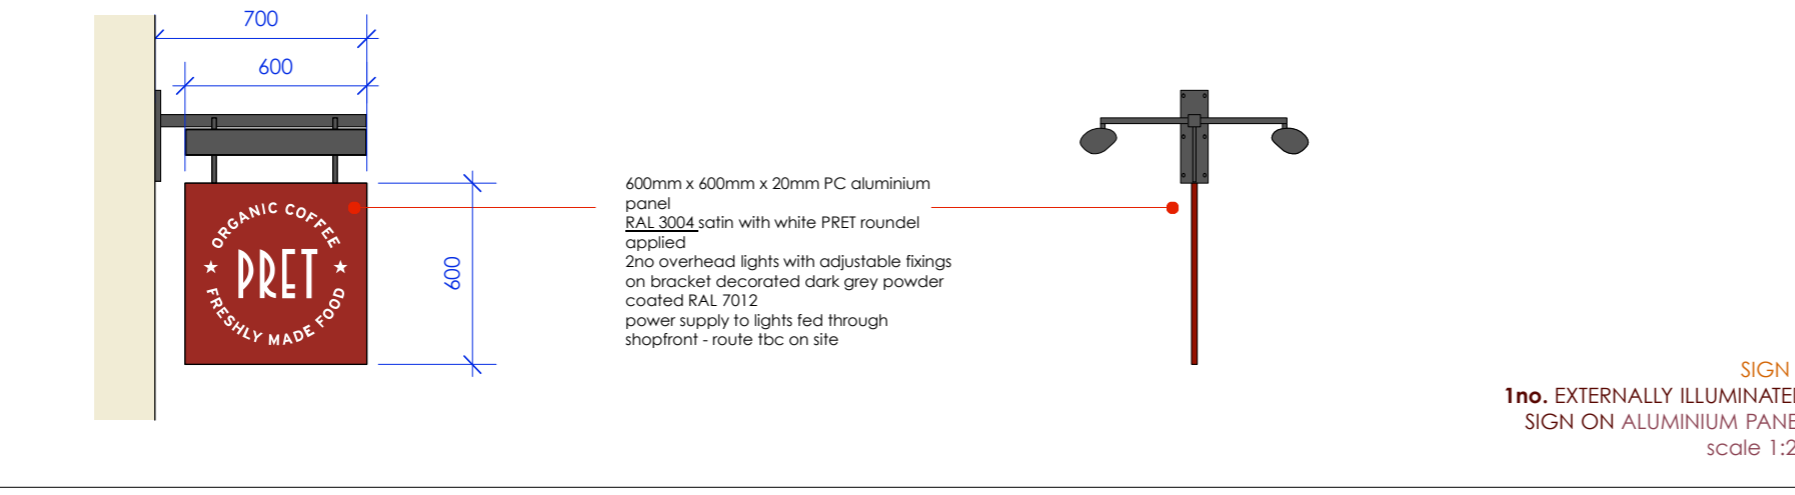 700
600
600mm x 600mm x 20mm PC aluminium
panel
RAL 3004 satin with white PRET roundel
applied
2no overhead lights with adjustable fixings
on bracket decorated dark grey powder
coated RAL 7012
power supply to lights fed through
shopfront - route tbc on site
600
ORGANIC COFFEE
PRET
FRESHLY MADE FOOD
SIGN
1no. EXTERNALLY ILLUMINATE
SIGN ON ALUMINIUM PANE
scale 1:2